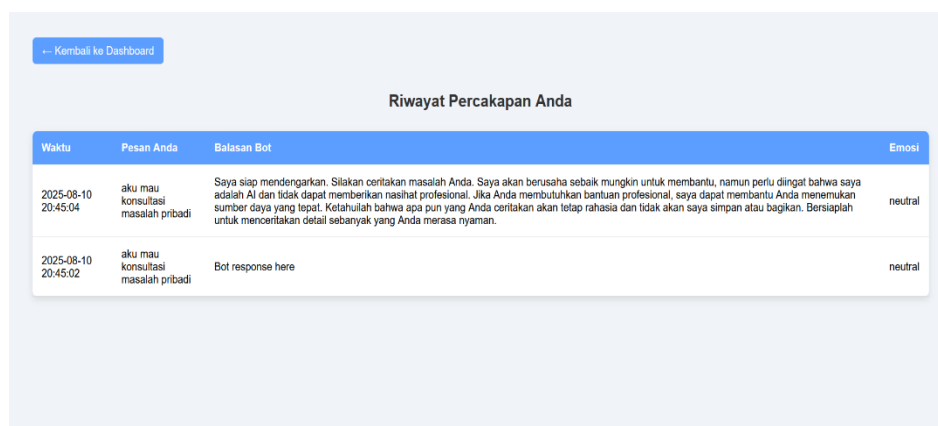 ← Kembali ke Dashboard
Riwayat Percakapan Anda
Waktu Pesan Anda Balasan Bot Emosi
2025-08-10
20:45:04
aku mau
konsultasi
masalah pribadi
Saya siap mendengarkan. Silakan ceritakan masalah Anda. Saya akan berusaha sebaik mungkin untuk membantu, namun perlu diingat bahwa saya
adalah AI dan tidak dapat memberikan nasihat profesional. Jika Anda membutuhkan bantuan profesional, saya dapat membantu Anda menemukan
sumber daya yang tepat. Ketahuilah bahwa apa pun yang Anda ceritakan akan tetap rahasia dan tidak akan saya simpan atau bagikan. Bersiaplah
untuk menceritakan detail sebanyak yang Anda merasa nyaman.
neutral
2025-08-10
20:45:02
aku mau
konsultasi
masalah pribadi
Bot response here
neutral